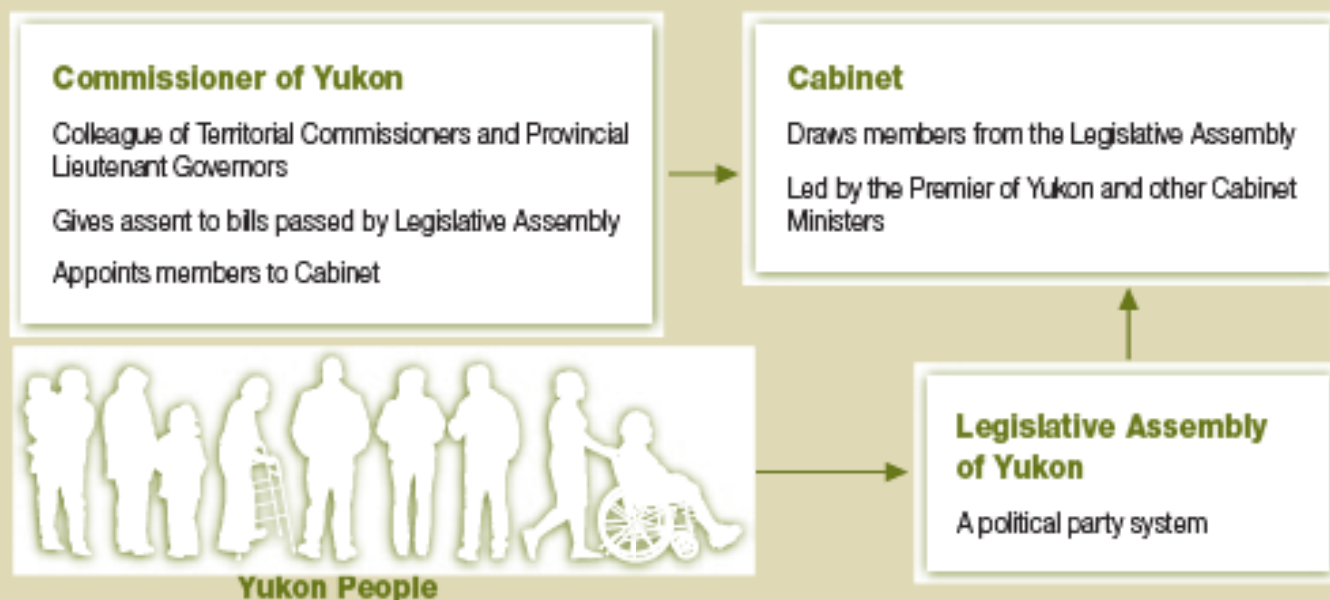 Commissioner of Yukon
Colleague of Territorial Commissioners and Provincial
Lieutenant Governors
Gives assent to bills passed by Legislative Assembly
Appoints members to Cabinet
Cabinet
Draws members from the Legislative Assembly
Led by the Premier of Yukon and other Cabinet
Ministers
Yukon People
Legislative Assembly
of Yukon
A political party system